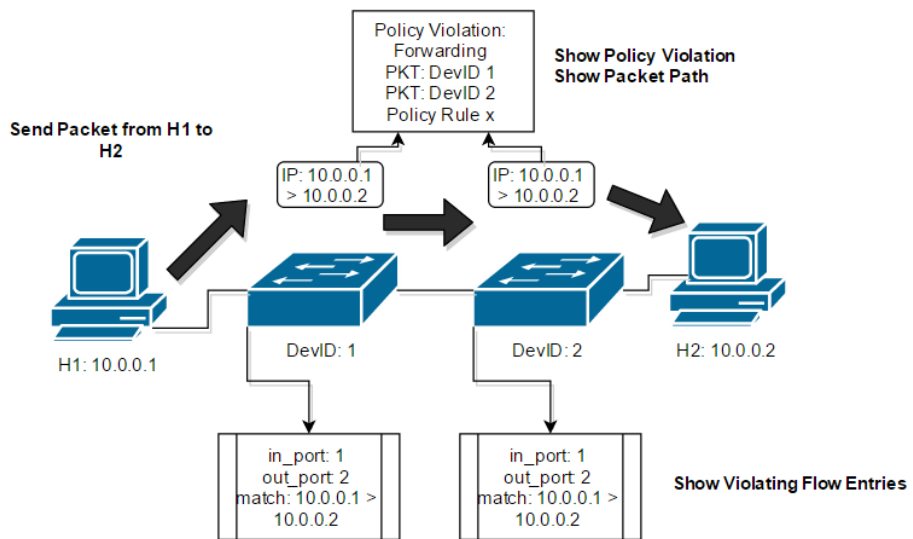 Policy Violation:
Forwarding
PKT: DevID 1
PKT: DevID 2
Policy Rule x
Show Policy Violation
Show Packet Path
Send Packet from H1 to
H2
IP: 10.0.0.1
> 10.0.0.2
IP: 10.0.0.1
> 10.0.0.2
H1: 10.0.0.1
DevID: 1
DevID: 2
H2: 10.0.0.2
in_port: 1
out_port: 2
match: 10.0.0.1 >
10.0.0.2
in_port: 1
out_port: 2
match: 10.0.0.1 >
10.0.0.2
Show Violating Flow Entries